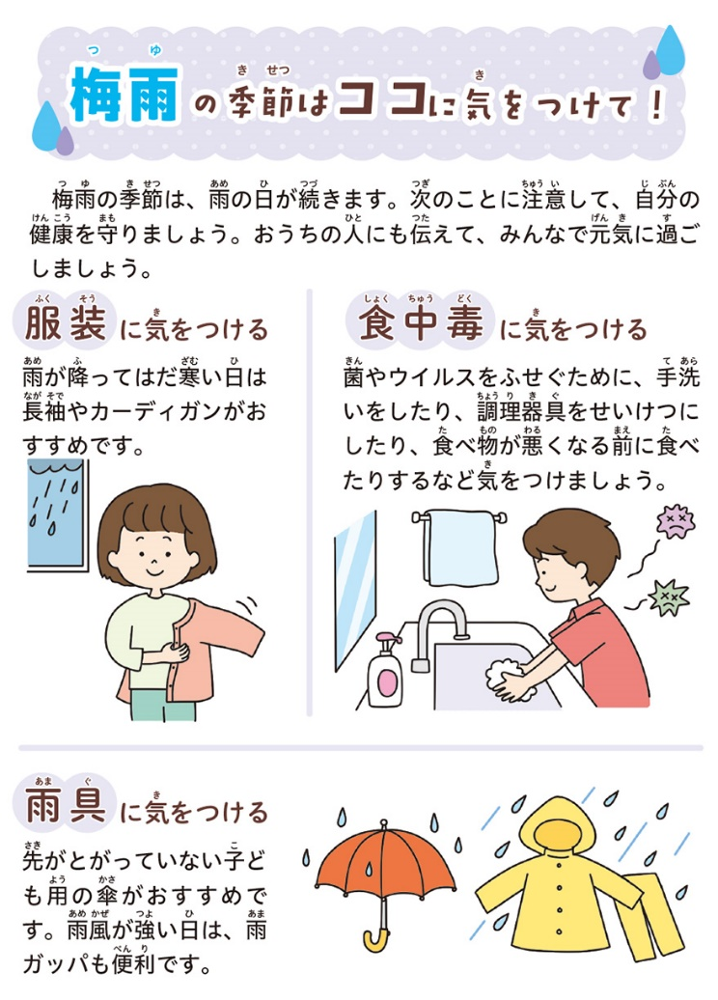 梅雨の季節はココに気をつけて！
梅雨の季節は、雨の日が続きます。次のことに注意して、自分の
健康を守りましょう。おうちの人にも伝えて、みんなで元気に過ご
しましょう。
服装に気をつける
雨が降ってはだ寒い日は
長袖やカーディガンがお
すすめです。
食中毒に気をつける
菌やウイルスをふせぐために、手洗
いをしたり、調理器具をせいけつに
したり、食べ物が悪くなる前に食べ
たりするなど気をつけましょう。
雨具に気をつける
先がとがっていない子ど
も用の傘がおすすめで
す。雨風が強い日は、雨
ガッパも便利です。